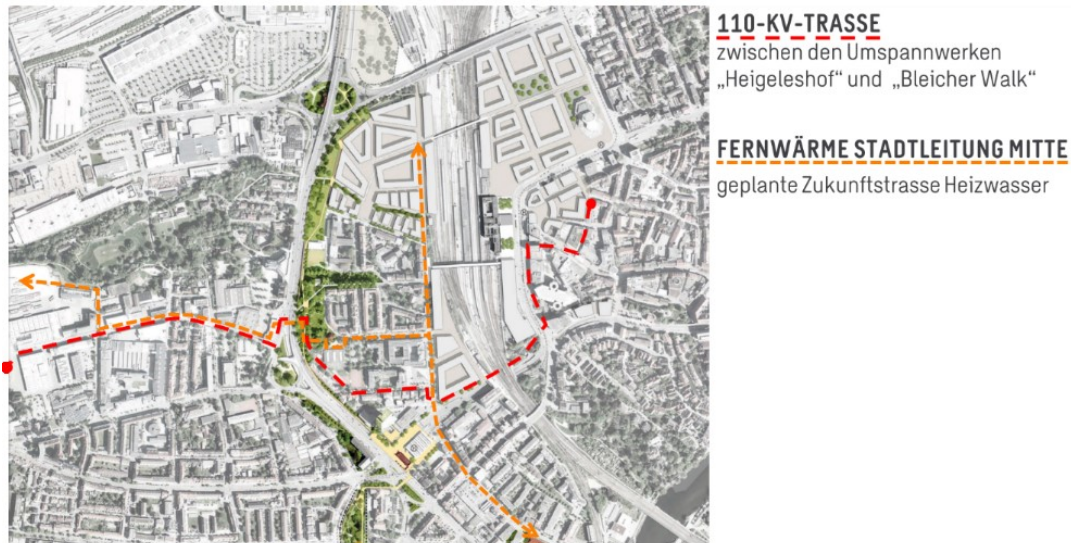 110-KV-TRASSE
zwischen den Umspannwerken
„Heigeleshof“ und „Bleicher Walk“
FERNWÄRME STADTLEITUNG MITTE
geplante Zukunftstrasse Heizwasser